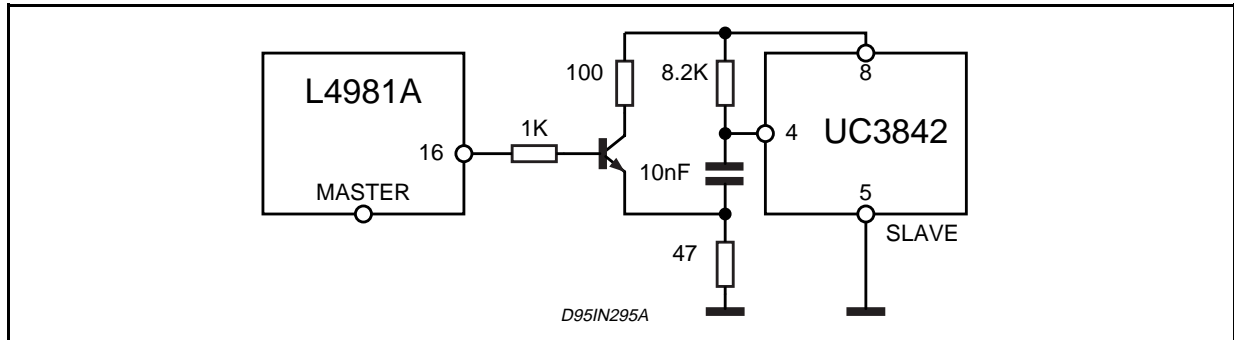 L4981A
100
8.2K
8
1K
16
4
UC3842
10nF
MASTER
5
SLAVE
47
D95IN295A